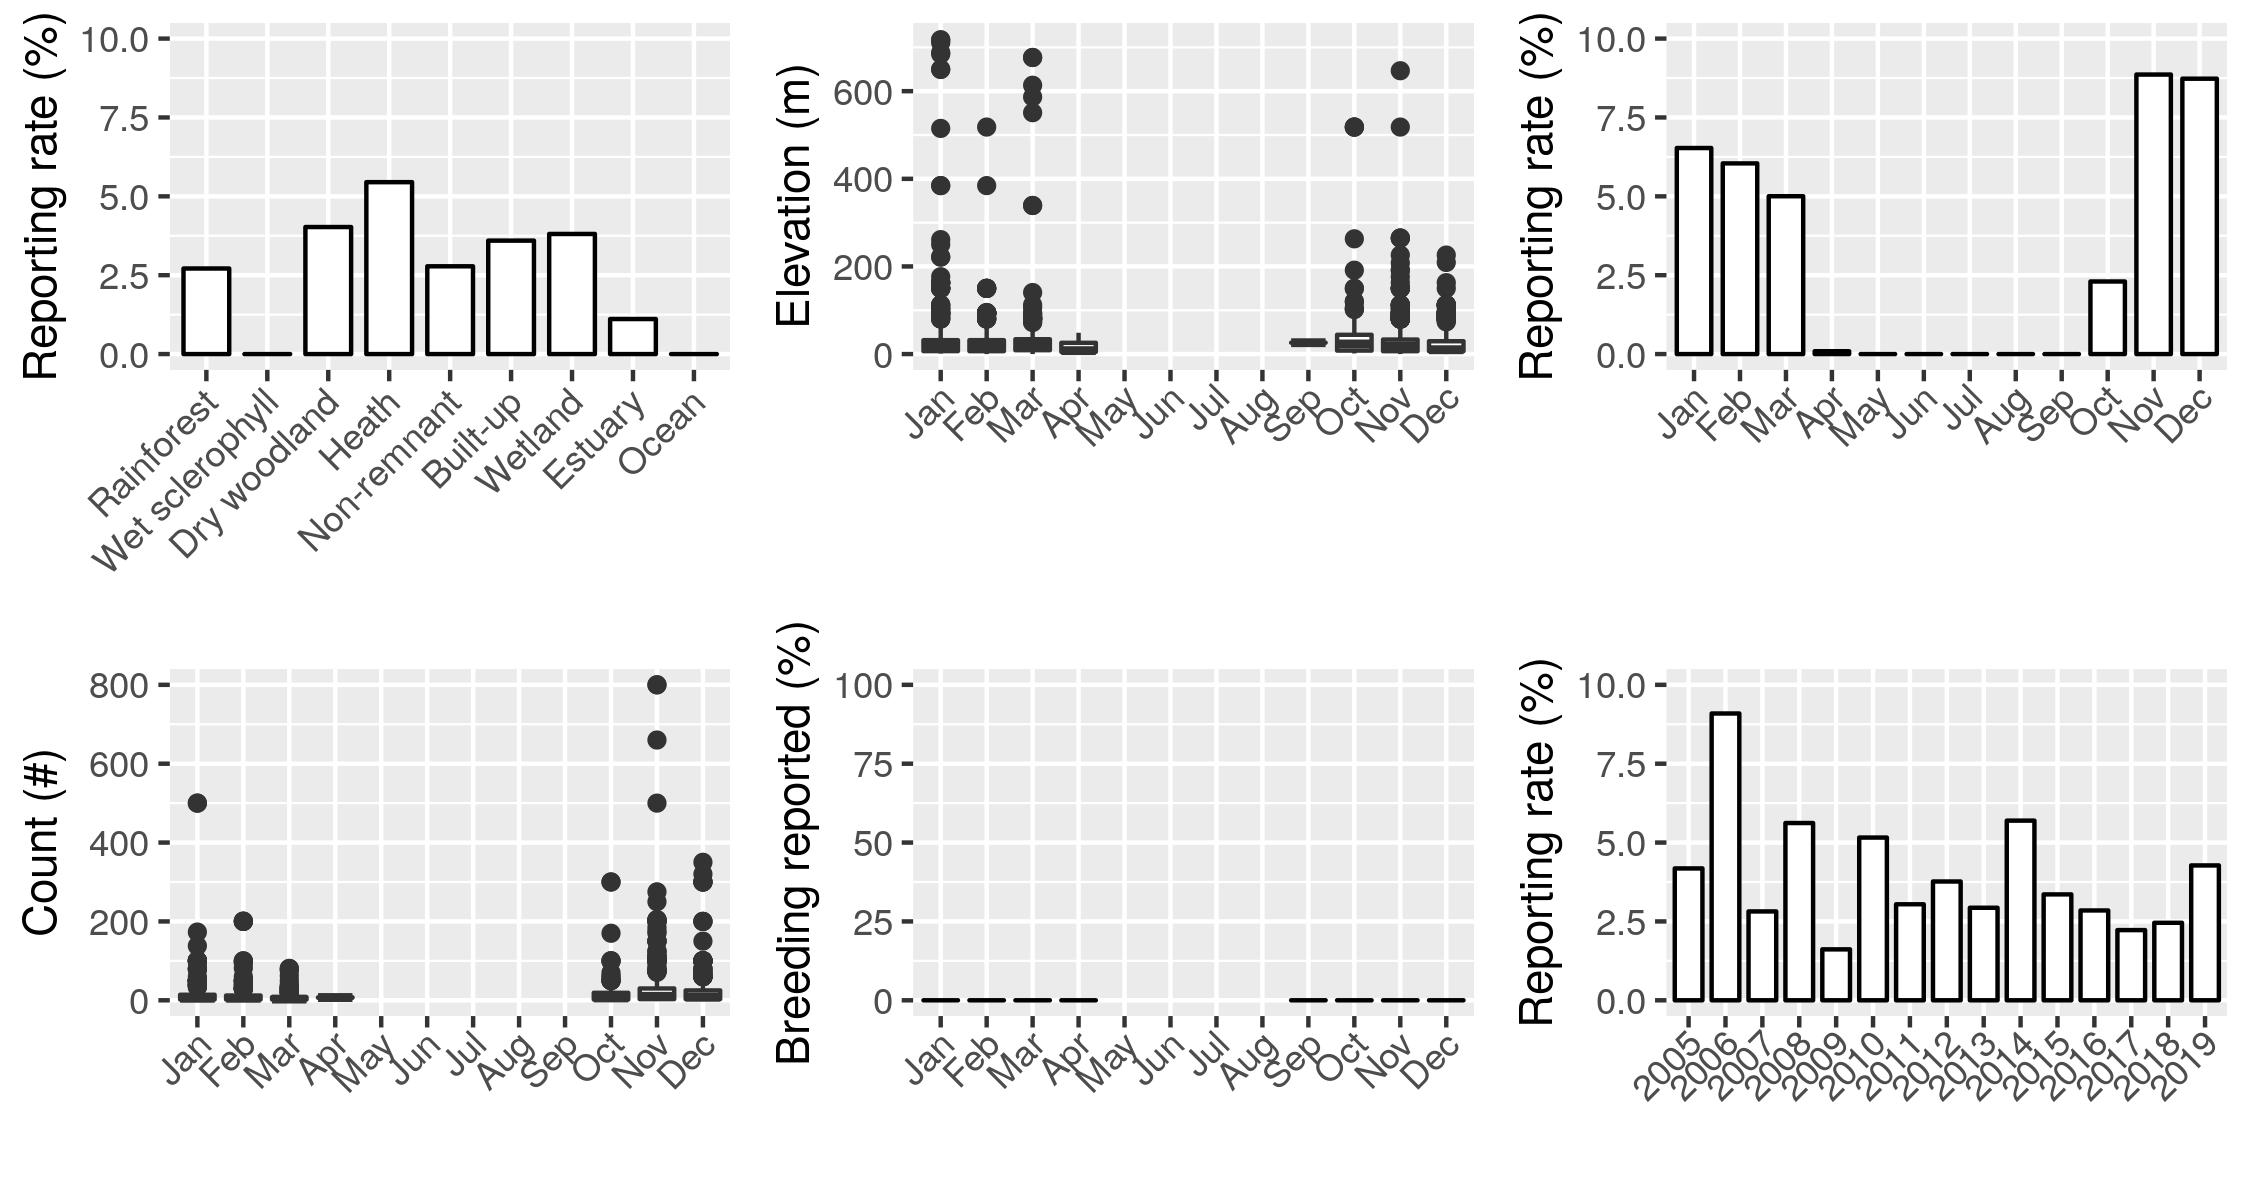 Reporting rate (%)
10.0
7.5
5.0
2.5
0.0
Rainforest
Wet sclerophyll
Dry woodland
Heath
Non-remnant
Built-up
Wetland
Estuary
Ocean
Elevation (m)
600
400
200
0
Jan
Feb
Mar
Apr
May
Jun
Jul
Aug
Sep
Oct
Nov
Dec
Reporting rate (%)
10.0
7.5
5.0
2.5
0.0
Jan
Feb
Mar
Apr
May
Jun
Jul
Aug
Sep
Oct
Nov
Dec
Count (#)
800
600
400
200
0
Jan
Feb
Mar
Apr
May
Jun
Jul
Aug
Sep
Oct
Nov
Dec
Breeding reported (%)
100
75
50
25
0
Jan
Feb
Mar
Apr
May
Jun
Jul
Aug
Sep
Oct
Nov
Dec
Reporting rate (%)
10.0
7.5
5.0
2.5
0.0
2005
2006
2007
2008
2009
2010
2011
2012
2013
2014
2015
2016
2017
2018
2019